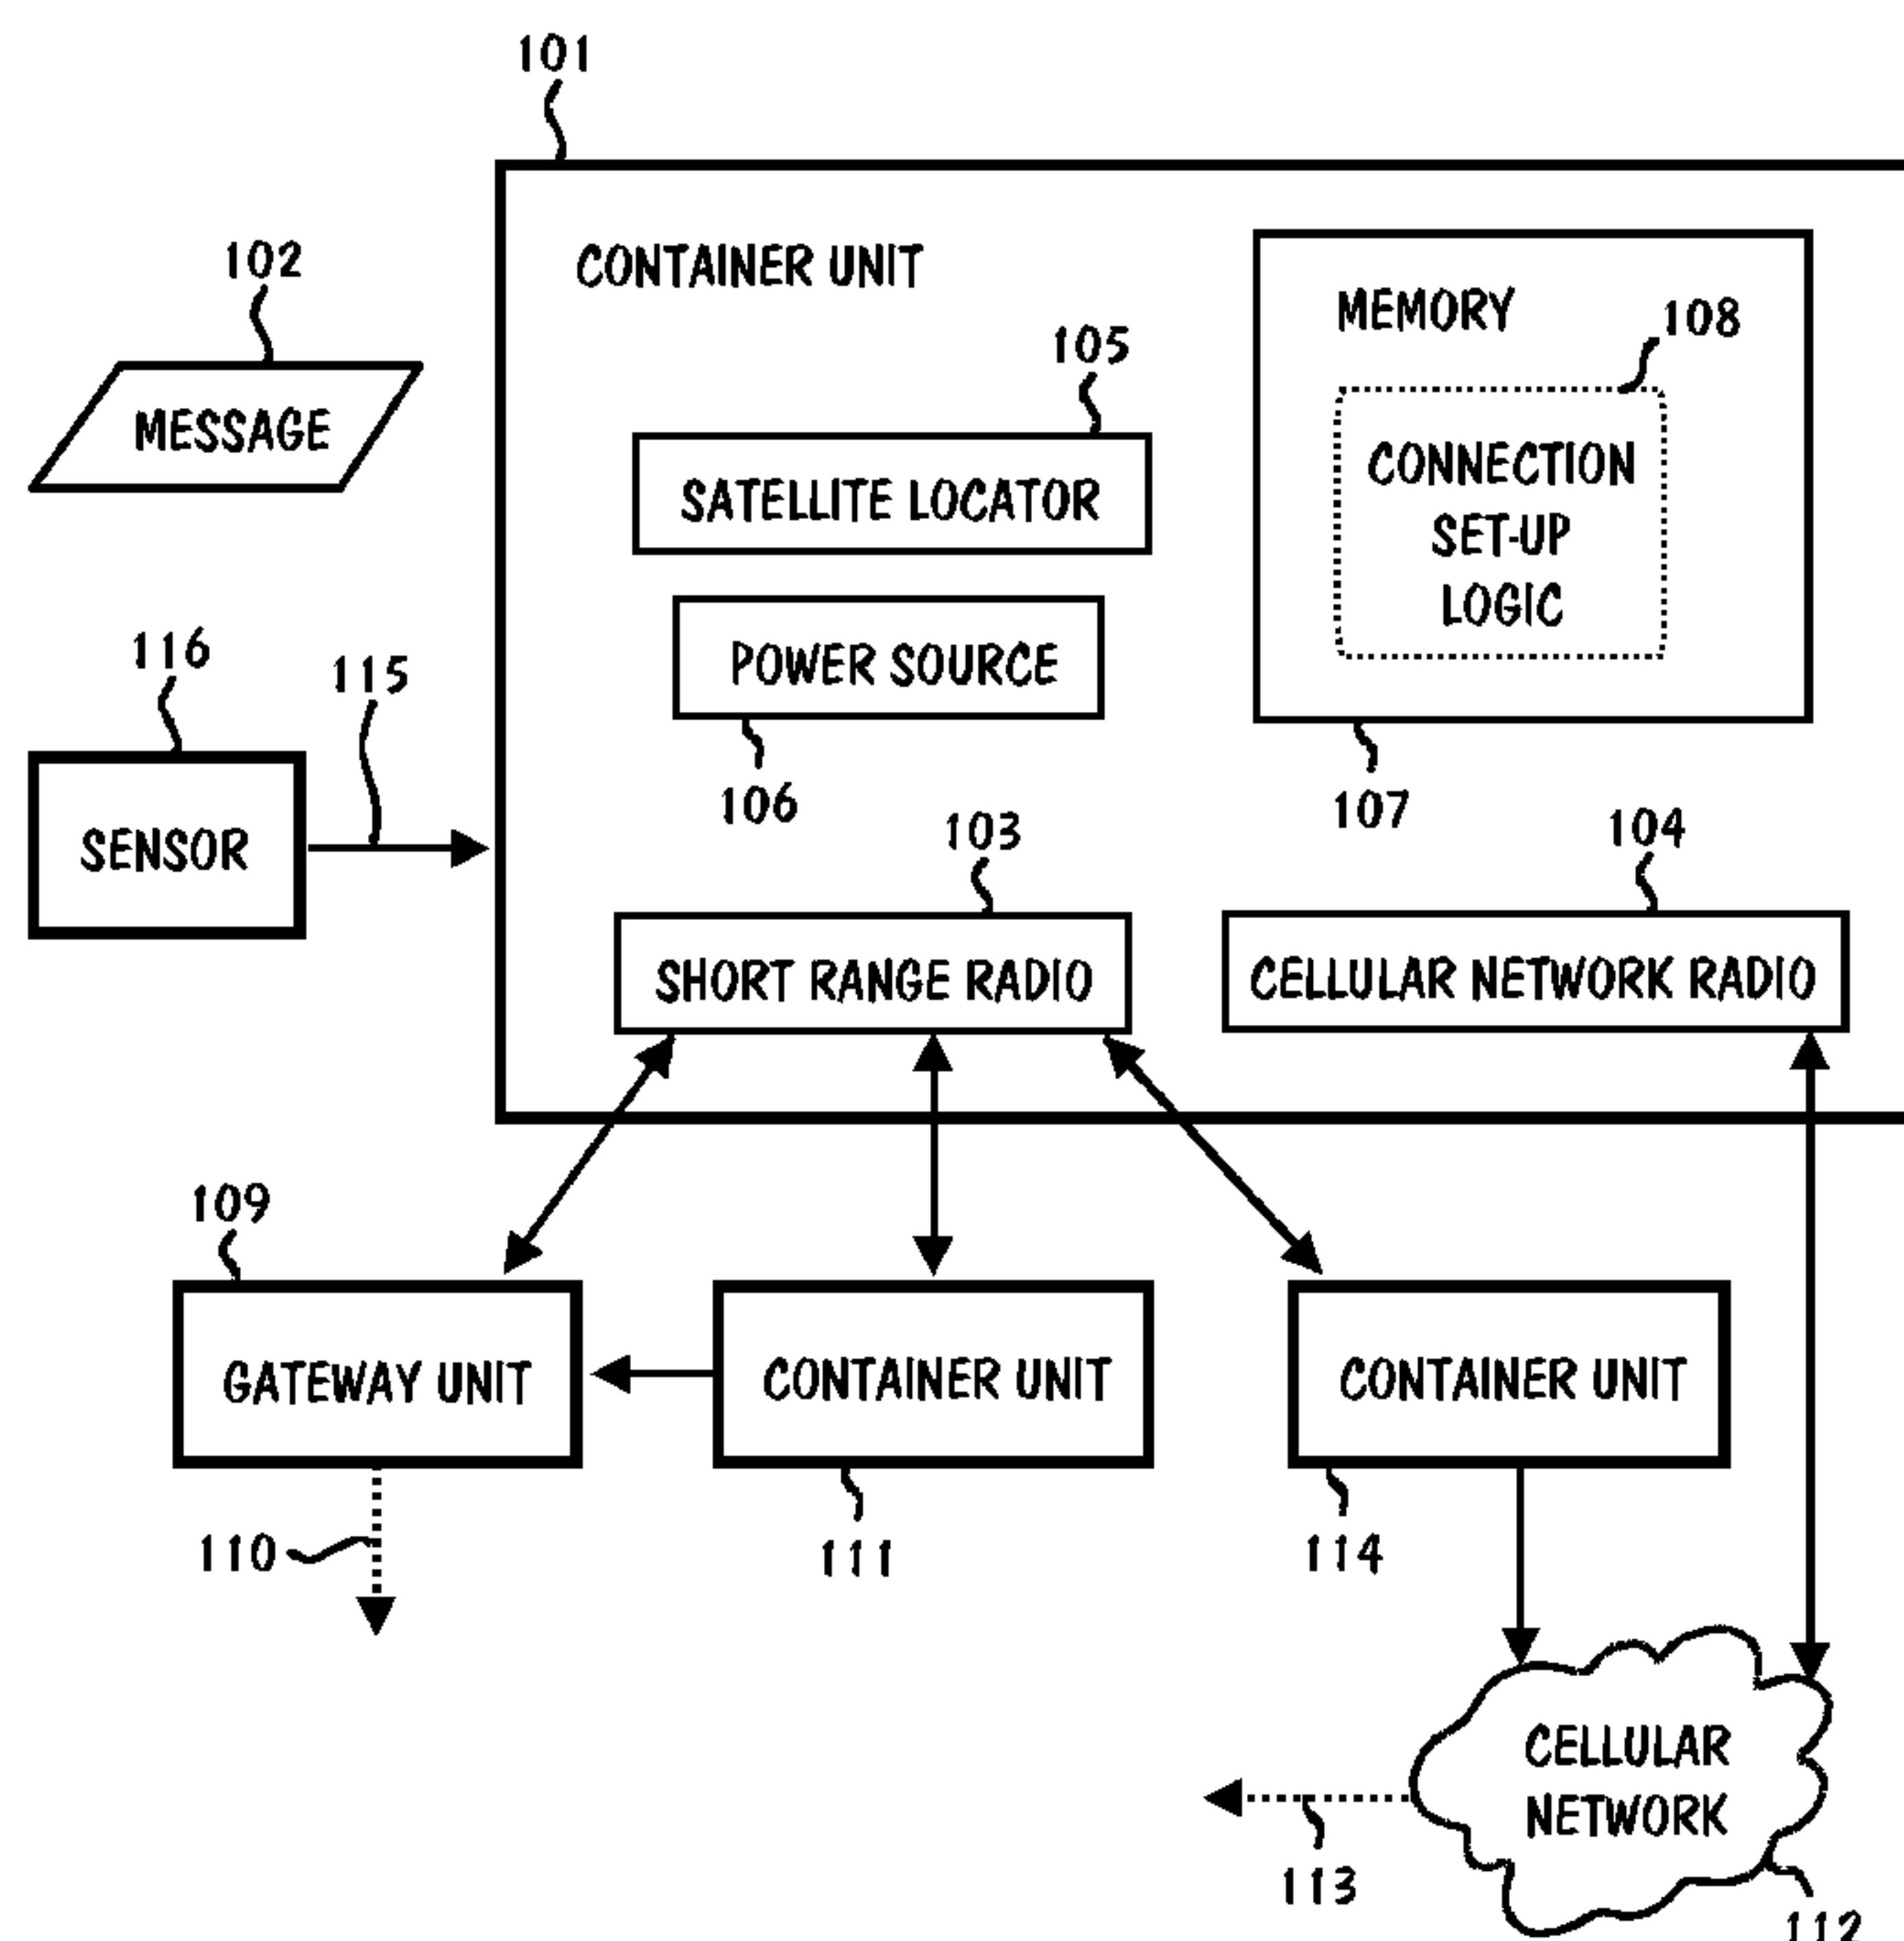 101
102
CONTAINER UNIT
MEMORY
108
105
MESSAGE
CONNECTION
SET-UP
LOGIC
SATELLITE LOCATOR
116
115
POWER SOURCE
106
107
103
104
SENSOR
SHORT RANGE RADIO
CELLULAR NETWORK RADIO
109
GATEWAY UNIT
CONTAINER UNIT
CONTAINER UNIT
110
111
114
CELLULAR
NETWORK
113
112